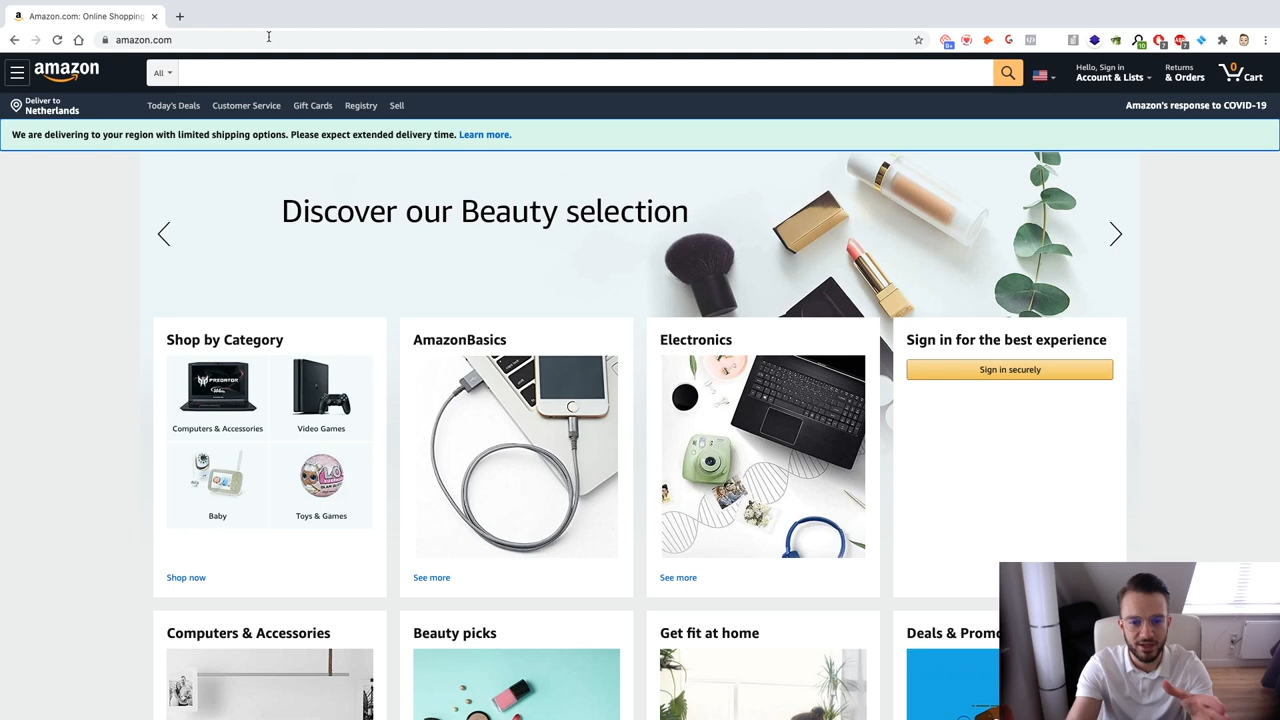 Amazon.com: Online Shopping
amazon.com
amazon
All
Hello, Sign in
Account & Lists
Returns
& Orders
0
Cart
Deliver to
Netherlands
Today's Deals
Customer Service
Gift Cards
Registry
Sell
Amazon's response to COVID-19
We are delivering to your region with limited shipping options. Please expect extended delivery time. Learn more.
Discover our Beauty selection
Shop by Category
PREDATOR
Computers & Accessories
Video Games
Baby
Toys & Games
Shop now
AmazonBasics
See more
Electronics
See more
Sign in for the best experience
Sign in securely
Computers & Accessories
Beauty picks
Get fit at home
Deals & Promo